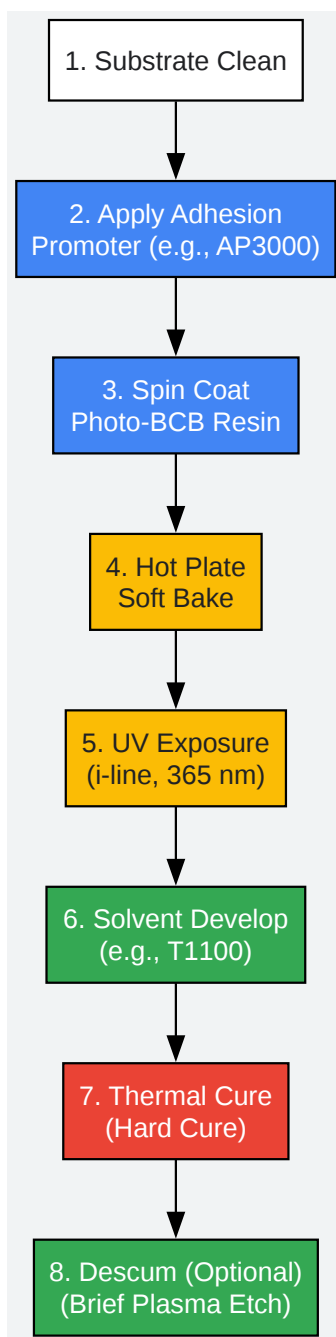 1. Substrate Clean
2. Apply Adhesion
Promoter (e.g., AP3000)
3. Spin Coat
Photo-BCB Resin
4. Hot Plate
Soft Bake
5. UV Exposure
(i-line, 365 nm)
6. Solvent Develop
(e.g., T1100)
7. Thermal Cure
(Hard Cure)
8. Descum (Optional)
(Brief Plasma Etch)